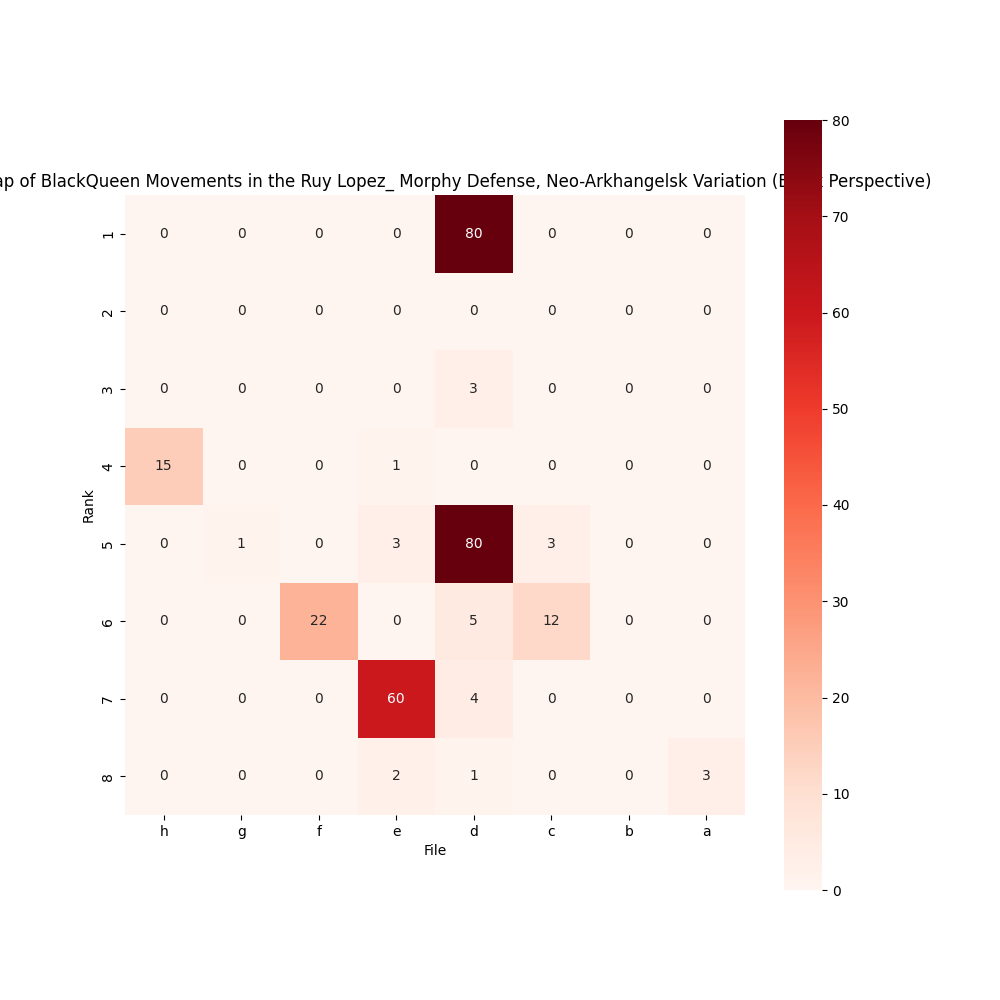 ap of BlackQueen Movements in the Ruy Lopez_ Morphy Defense, Neo-Arkhangelsk Variation (B k Perspective)
80
70
60
50
40
30
20
10
0
Rank
1 0 0 0 0 80 0 0 0
2 0 0 0 0 0 0 0 0
3 0 0 0 0 3 0 0 0
4 15 0 0 1 0 0 0 0
5 0 1 0 3 80 3 0 0
6 0 0 22 0 5 12 0 0
7 0 0 0 60 4 0 0 0
8 0 0 0 2 1 0 0 3
h g f e d c b a
File